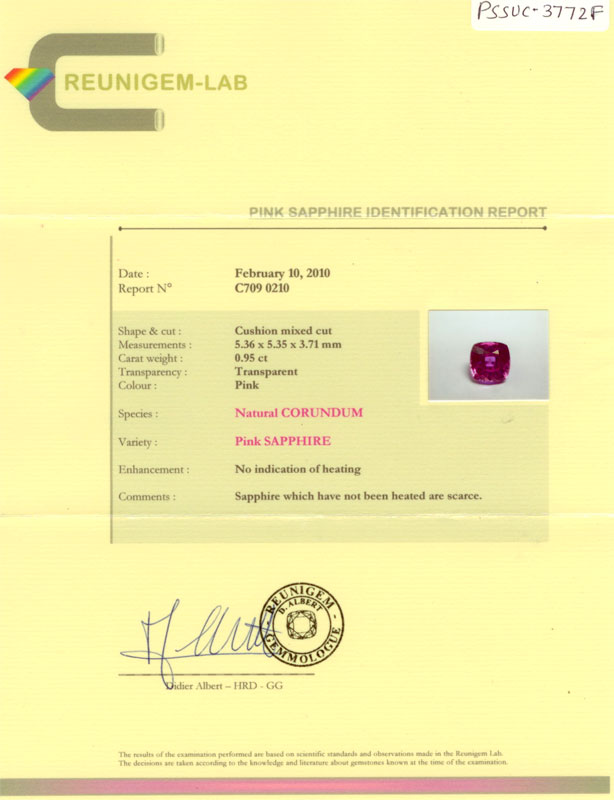 PSSUC-3772F
REUNIGEM-LAB
PINK SAPPHIRE IDENTIFICATION REPORT
Date : February 10, 2010
Report N° C709 0210
Shape & cut : Cushion mixed cut
Measurements : 5.36 x 5.35 x 3.71 mm
Carat weight : 0.95 ct
Transparency : Transparent
Colour : Pink
Species : Natural CORUNDUM
Variety : Pink SAPPHIRE
Enhancement : No indication of heating
Comments : Sapphire which have not been heated are scarce.
REUNIGEM -
D. ALBERT
GEMMOLOGUE
Didier Albert – HRD - GG
The results of the examination performed are based on scientific standards and observations made in the Reunigem Lab.
The decisions are taken according to the knowledge and literature about gemstones known at the time of the examination.